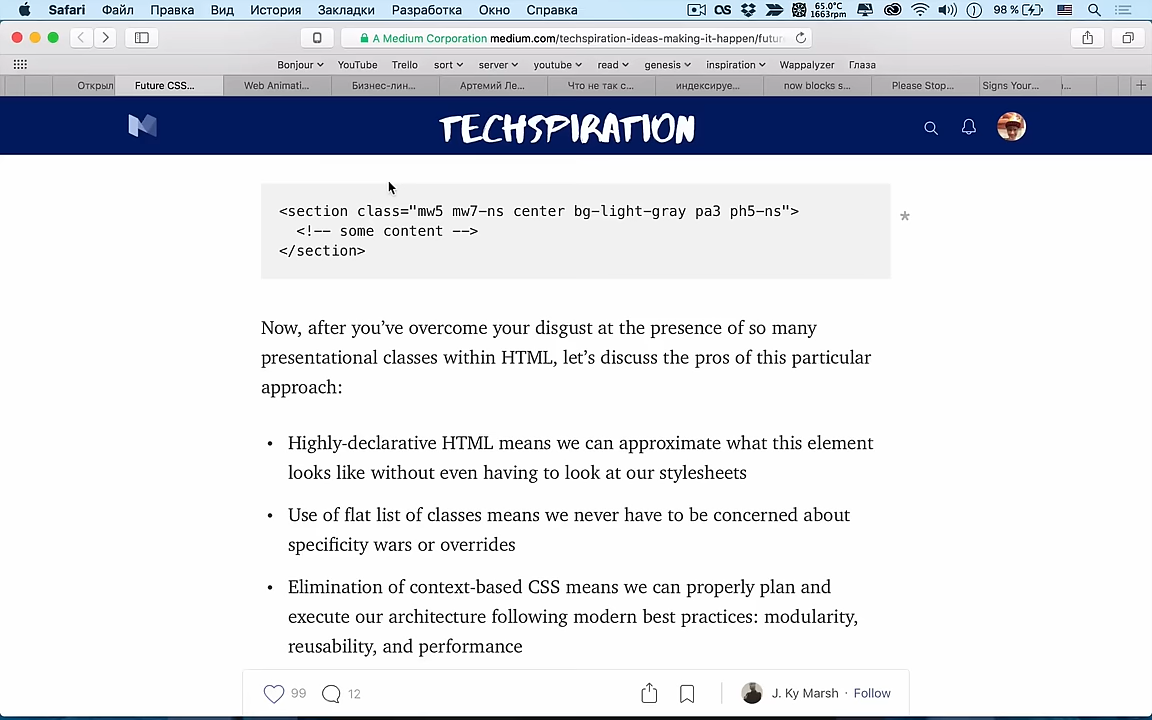 Safari Файл Правка Вид История Закладки Разработка Окно Справка 65.0°C 1663rpm 98 %
A Medium Corporation medium.com/techspiration-ideas-making-it-happen/futur
Bonjour YouTube Trello sort server youtube read genesis inspiration Wappalyzer Глаза
Открыл Future CSS... Web Animati... Бизнес-лин... Артемий Ле... Что не так с... индексируе... now blocks s... Please Stop... Signs Your...
TECHSPIRATION
<section class="mw5 mw7-ns center bg-light-gray pa3 ph5-ns">
<!-- some content -->
</section>
*
Now, after you’ve overcome your disgust at the presence of so many
presentational classes within HTML, let’s discuss the pros of this particular
approach:
• Highly-declarative HTML means we can approximate what this element
looks like without even having to look at our stylesheets
• Use of flat list of classes means we never have to be concerned about
specificity wars or overrides
• Elimination of context-based CSS means we can properly plan and
execute our architecture following modern best practices: modularity,
reusability, and performance
99 12 J. Ky Marsh · Follow